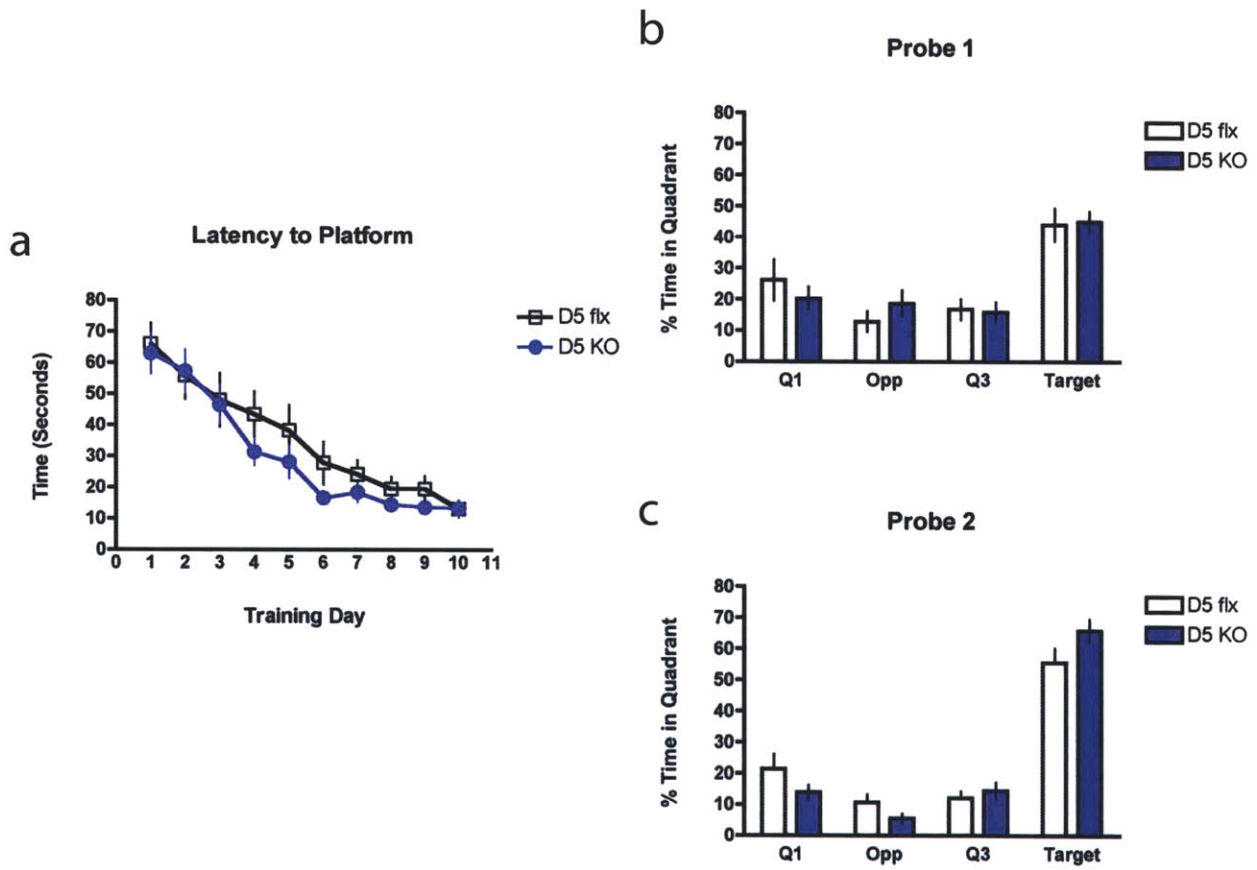 a
Latency to Platform
80
70
60
50
40
30
20
10
0
Time (Seconds)
0 1 2 3 4 5 6 7 8 9 10 11
Training Day
D5 flx
D5 KO
b
Probe 1
80
70
60
50
40
30
20
10
0
% Time in Quadrant
Q1 Opp Q3 Target
D5 flx
D5 KO
c
Probe 2
80
70
60
50
40
30
20
10
0
% Time in Quadrant
Q1 Opp Q3 Target
D5 flx
D5 KO